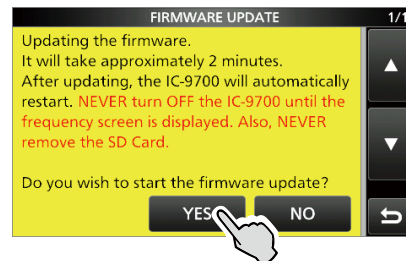 FIRMWARE UPDATE 1/1
Updating the firmware.
It will take approximately 2 minutes.
After updating, the IC-9700 will automatically
restart. NEVER turn OFF the IC-9700 until the
frequency screen is displayed. Also, NEVER
remove the SD Card.
Do you wish to start the firmware update?
YES NO